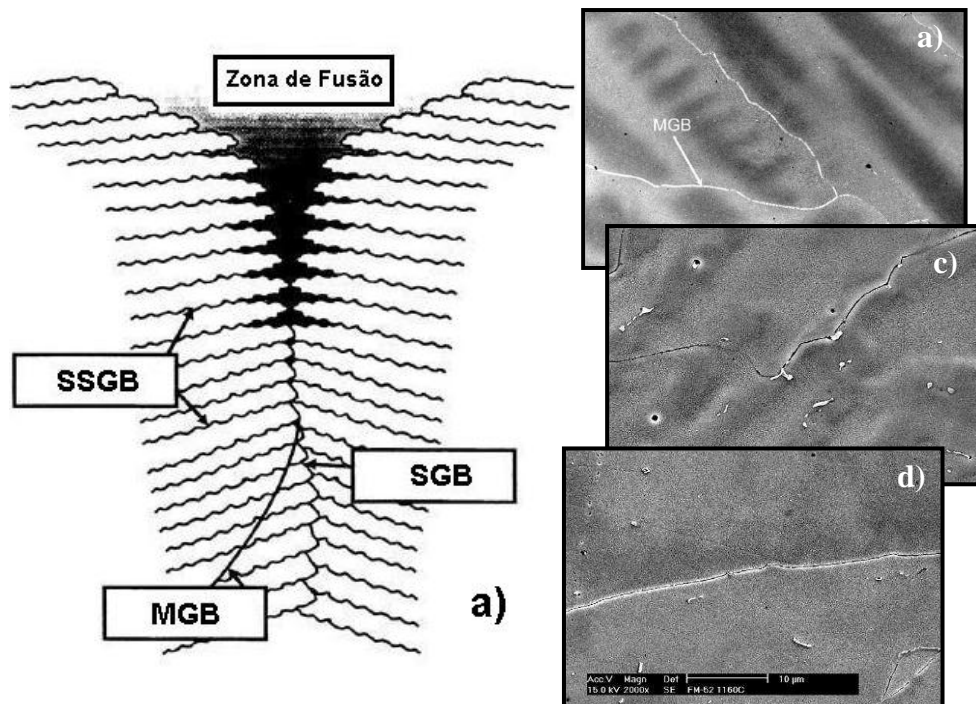 Zona de Fusão
SSGB
SGB
MGB
a)
a)
MGB
c)
d)
Acc.V Magn Det 10 µm
15.0 kV 2000x SE FM-52 1160C